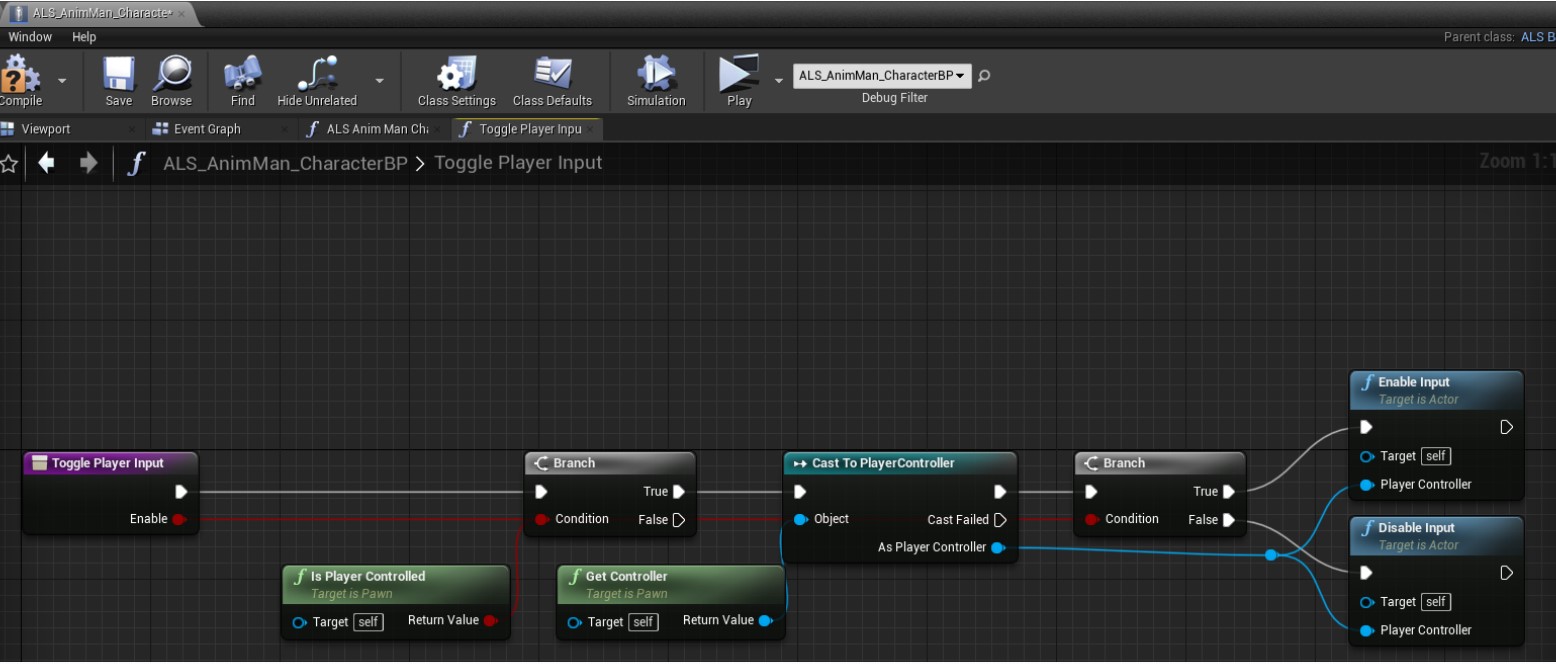 ALS_AnimMan_Character*
Window Help
Parent class: ALS B
Compile Save Browse Find Hide Unrelated Class Settings Class Defaults Simulation Play ALS_AnimMan_CharacterBP Debug Filter
Viewport Event Graph ALS Anim Man Cha Toggle Player Inpu
ALS_AnimMan_CharacterBP > Toggle Player Input
Zoom 1:1
Toggle Player Input
Enable
Is Player Controlled
Target is Pawn
Target self Return Value
Branch
True
Condition False
Get Controller
Target is Pawn
Target self Return Value
Cast To PlayerController
Object Cast Failed
As Player Controller
Branch
True
Condition False
Enable Input
Target is Actor
Target self
Player Controller
Disable Input
Target is Actor
Target self
Player Controller